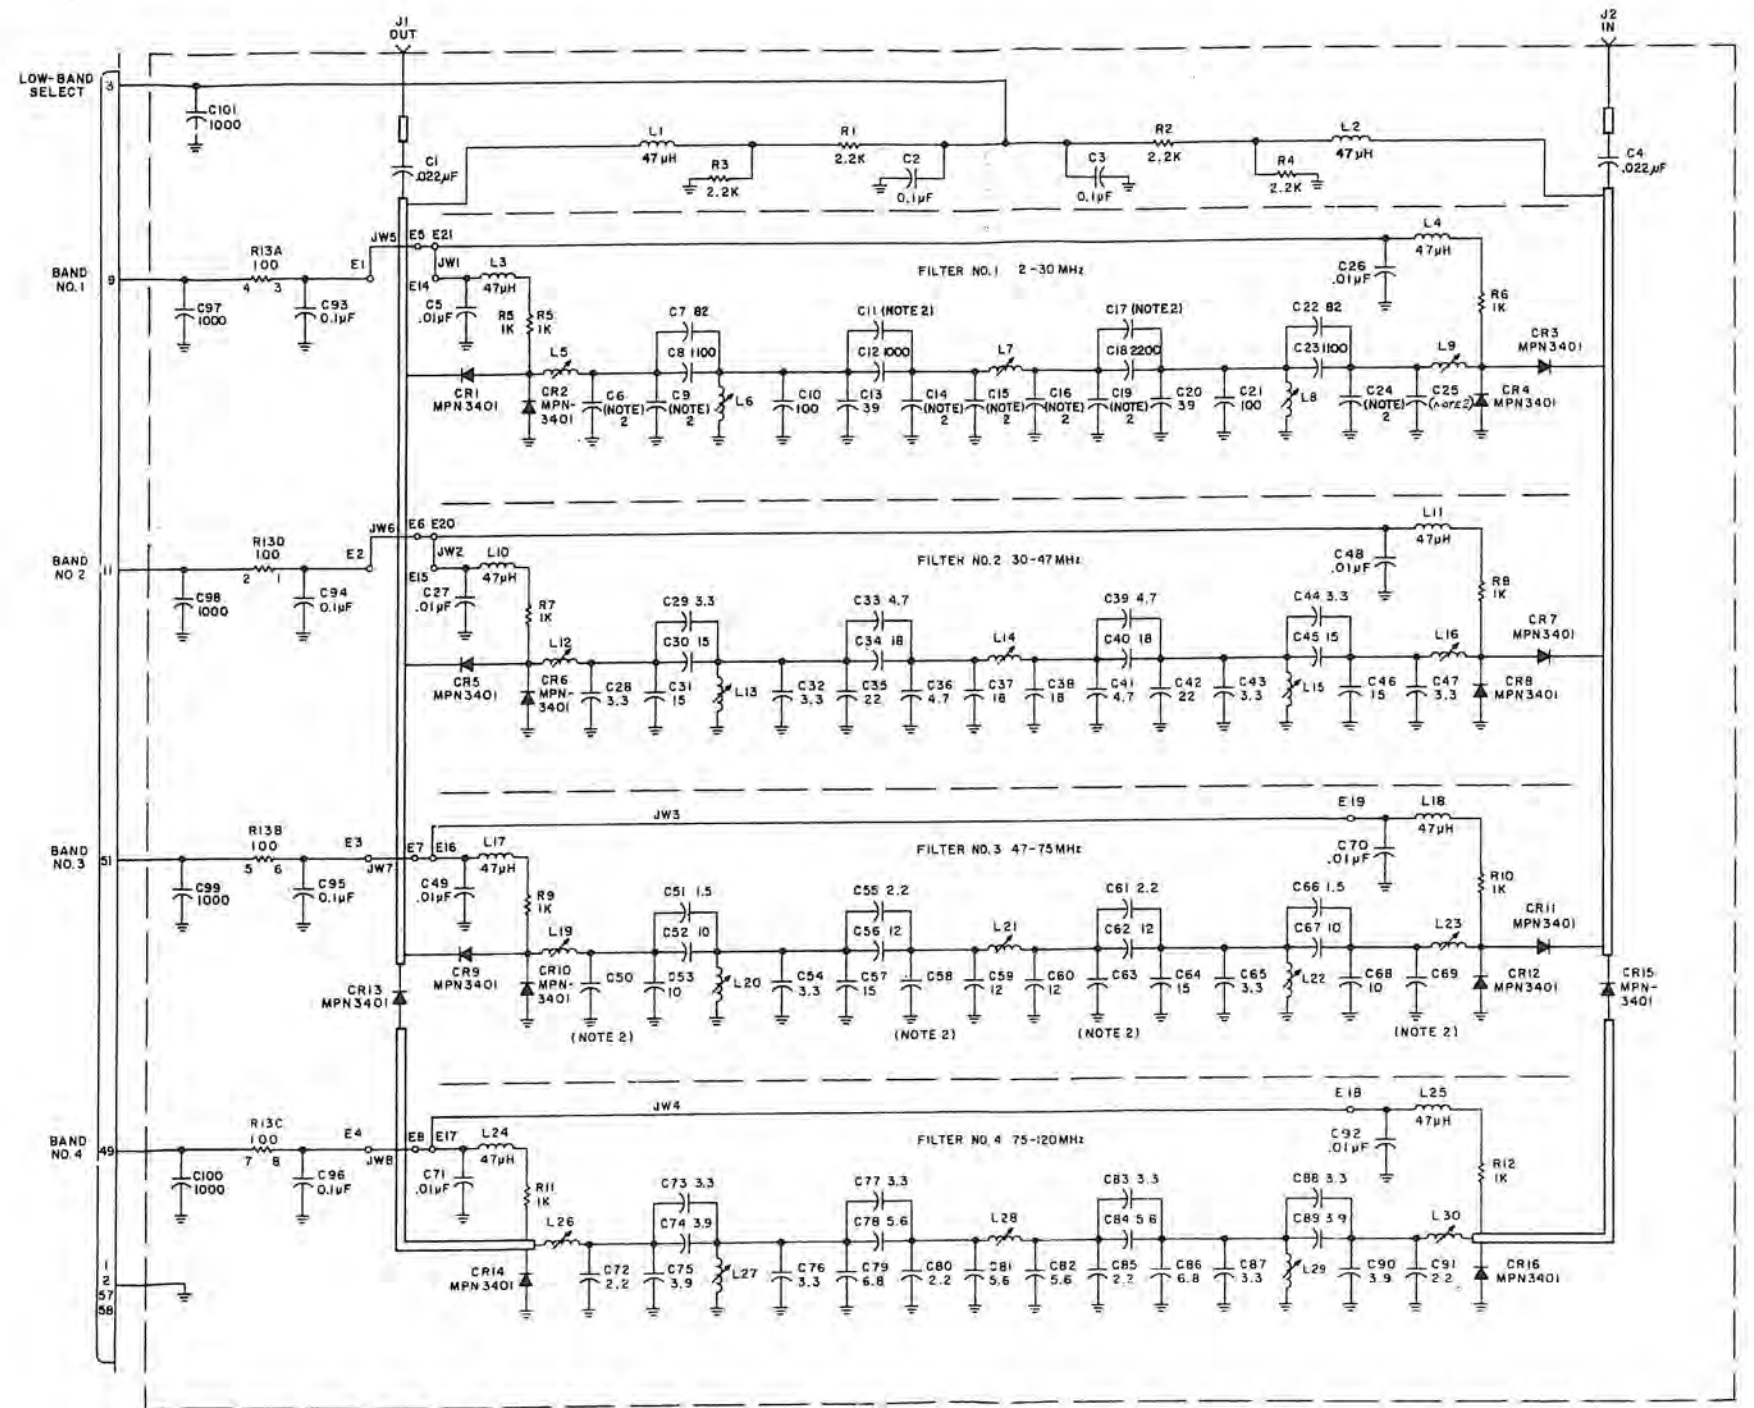 J1
OUT
J2
IN
LOW-BAND
SELECT
3
C101
1000
C1
.022µF
L1
47µH
R3
2.2K
R1
2.2K
C2
0.1µF
C3
0.1µF
R2
2.2K
R4
2.2K
L2
47µH
C4
.022µF
BAND
NO.1
9
C97
1000
R13A
100
4 3
C93
0.1µF
E1
JW5
E5 E21
JW1
E14
L3
47µH
C5
.01µF
R5
1K
R5
1K
FILTER NO.1 2-30MHz
C26
.01µF
L4
47µH
R6
1K
CR1
MPN3401
CR2
MPN-
3401
L5
C6
(NOTE)
2
C7 82
C8 1100
C9
(NOTE)
2
L6
C10
100
C11 (NOTE2)
C12 1000
C13
39
C14
(NOTE)
2
C15
(NOTE)
2
L7
C16
(NOTE)
2
C17 (NOTE2)
C18 2200
C19
(NOTE)
2
C20
39
C21
100
L8
C22 82
C23 1100
C24
(NOTE)
2
C25
(NOTE2)
L9
CR3
MPN3401
CR4
MPN3401
BAND
NO 2
11
C98
1000
R13D
100
2 1
C94
0.1µF
E2
JW6
E6 E20
JW2
E15
L10
47µH
C27
.01µF
R7
1K
FILTER NO.2 30-47MHz
C48
.01µF
L11
47µH
R8
1K
CR5
MPN3401
CR6
MPN-
3401
L12
C28
3.3
C29 3.3
C30 15
C31
15
L13
C32
3.3
C33 4.7
C34 18
C35
22
C36
4.7
C37
18
L14
C38
18
C39 4.7
C40 18
C41
4.7
C42
22
C43
3.3
L15
C44 3.3
C45 15
C46
15
C47
3.3
L16
CR7
MPN3401
CR8
MPN3401
BAND
NO.3
51
C99
1000
R13B
100
5 6
C95
0.1µF
E3
JW7
E7 E16
JW3
L17
47µH
C49
.01µF
R9
1K
FILTER NO.3 47-75MHz
E19
C70
.01µF
L18
47µH
R10
1K
CR9
MPN3401
CR10
MPN-
3401
L19
C50
C51 1.5
C52 10
C53
10
L20
C54
3.3
C55 2.2
C56 12
C57
15
C58
C59
12
L21
C60
12
C61 2.2
C62 12
C63
C64
15
C65
3.3
L22
C66 1.5
C67 10
C68
10
C69
L23
CR11
MPN3401
CR12
MPN3401
CR13
MPN3401
CR15
MPN-
3401
(NOTE 2)
(NOTE 2)
(NOTE 2)
(NOTE 2)
BAND
NO.4
49
C100
1000
R13C
100
7 8
C96
0.1µF
E4
JW8
E8 E17
JW4
L24
47µH
C71
.01µF
R11
1K
FILTER NO.4 75-120MHz
E18
C92
.01µF
L25
47µH
R12
1K
CR14
MPN3401
L26
C72
2.2
C73 3.3
C74 3.9
C75
3.9
L27
C76
3.3
C77 3.3
C78 5.6
C79
6.8
C80
2.2
C81
5.6
L28
C82
5.6
C83 3.3
C84 5 6
C85
2.2
C86
6.8
C87
3.3
L29
C88 3.3
C89 3 9
C90
3.9
C91
2.2
L30
CR16
MPN3401
1
2
57
58